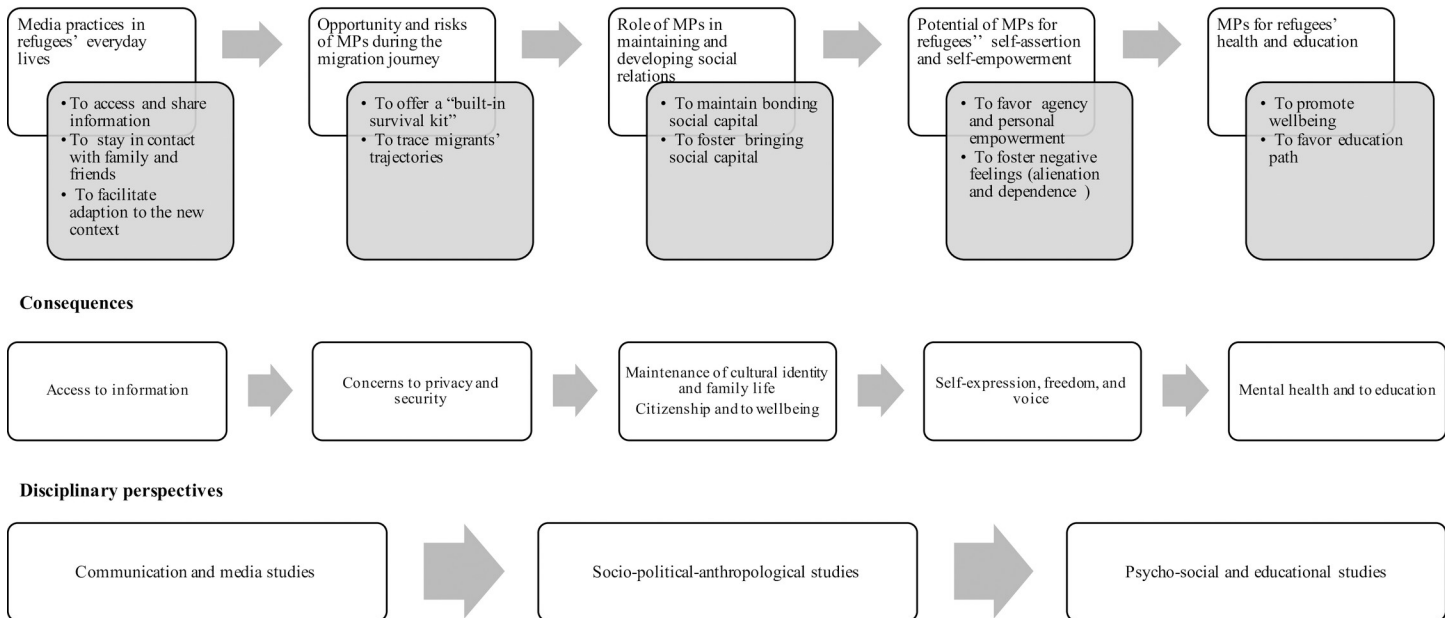 Media practices in
refugees' everyday
lives
• To access and share
information
• To stay in contact
with family and
friends
• To facilitate
adaption to the new
context
Opportunity and risks
of MPs during the
migration journey
• To offer a “built-in
survival kit”
• To trace migrants'
trajectories
Role of MPs in
maintaining and
developing social
relations
• To maintain bonding
social capital
• To foster bringing
social capital
Potential of MPs for
refugees'' self-assertion
and self-empowerment
• To favor agency
and personal
empowerment
• To foster negative
feelings (alienation
and dependence )
MPs for refugees'
health and education
• To promote
wellbeing
• To favor education
path
Consequences
Access to information
Concerns to privacy and
security
Maintenance of cultural identity
and family life
Citizenship and to wellbeing
Self-expression, freedom, and
voice
Mental health and to education
Disciplinary perspectives
Communication and media studies
Socio-political-anthropological studies
Psycho-social and educational studies